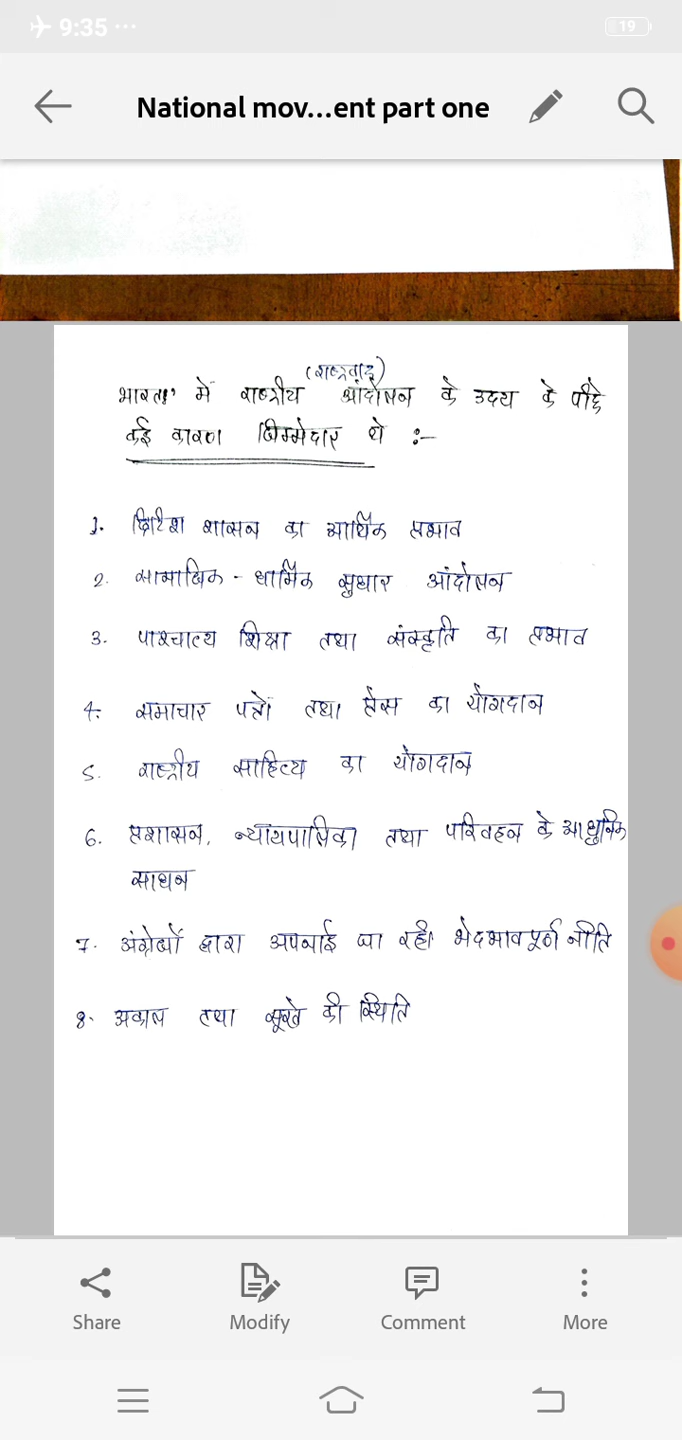 9:35 ...
19
National mov...ent part one
(राष्ट्रवाद)
भारत में राष्ट्रीय आंदोलन के उदय के पीछे
कई कारण जिम्मेदार थे :-
1. ब्रिटिश शासन का आर्थिक प्रभाव
2. सामाजिक - धार्मिक सुधार आंदोलन
3. पाश्चात्य शिक्षा तथा संस्कृति का प्रभाव
4. समाचार पत्रों तथा प्रेस का योगदान
5. राष्ट्रीय साहित्य का योगदान
6. प्रशासन, न्यायपालिका तथा परिवहन के आधुनिक
साधन
7. अंग्रेजों द्वारा अपनाई जा रही भेदभावपूर्ण नीति
8. अकाल तथा सूखे की स्थिति
Share Modify Comment More